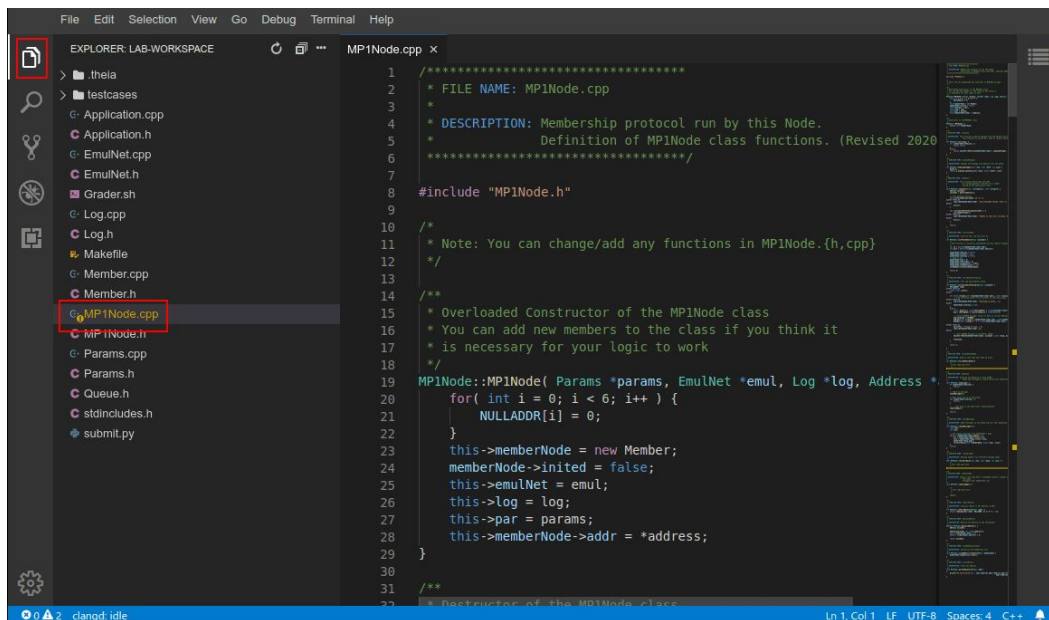 File Edit Selection View Go Debug Terminal Help
EXPLORER: LAB-WORKSPACE
MP1Node.cpp ×
> .theia
> testcases
Application.cpp
Application.h
EmulNet.cpp
EmulNet.h
Grader.sh
Log.cpp
Log.h
Makefile
Member.cpp
Member.h
MP1Node.cpp
MP1Node.h
Params.cpp
Params.h
Queue.h
stdincludes.h
submit.py
1 /**********************************
2 * FILE NAME: MP1Node.cpp
3 *
4 * DESCRIPTION: Membership protocol run by this Node.
5 * Definition of MP1Node class functions. (Revised 2020
6 **********************************/
7
8 #include "MP1Node.h"
9
10 /*
11 * Note: You can change/add any functions in MP1Node.{h,cpp}
12 */
13
14 /**
15 * Overloaded Constructor of the MP1Node class
16 * You can add new members to the class if you think it
17 * is necessary for your logic to work
18 */
19 MP1Node::MP1Node( Params *params, EmulNet *emul, Log *log, Address *
20 for( int i = 0; i < 6; i++ ) {
21 NULLADDR[i] = 0;
22 }
23 this->memberNode = new Member;
24 memberNode->inited = false;
25 this->emulNet = emul;
26 this->log = log;
27 this->par = params;
28 this->memberNode->addr = *address;
29 }
30
31 /**
32 * Destructor of the MP1Node class
0 2 clangd: idle
Ln 1, Col 1 LF UTF-8 Spaces: 4 C++